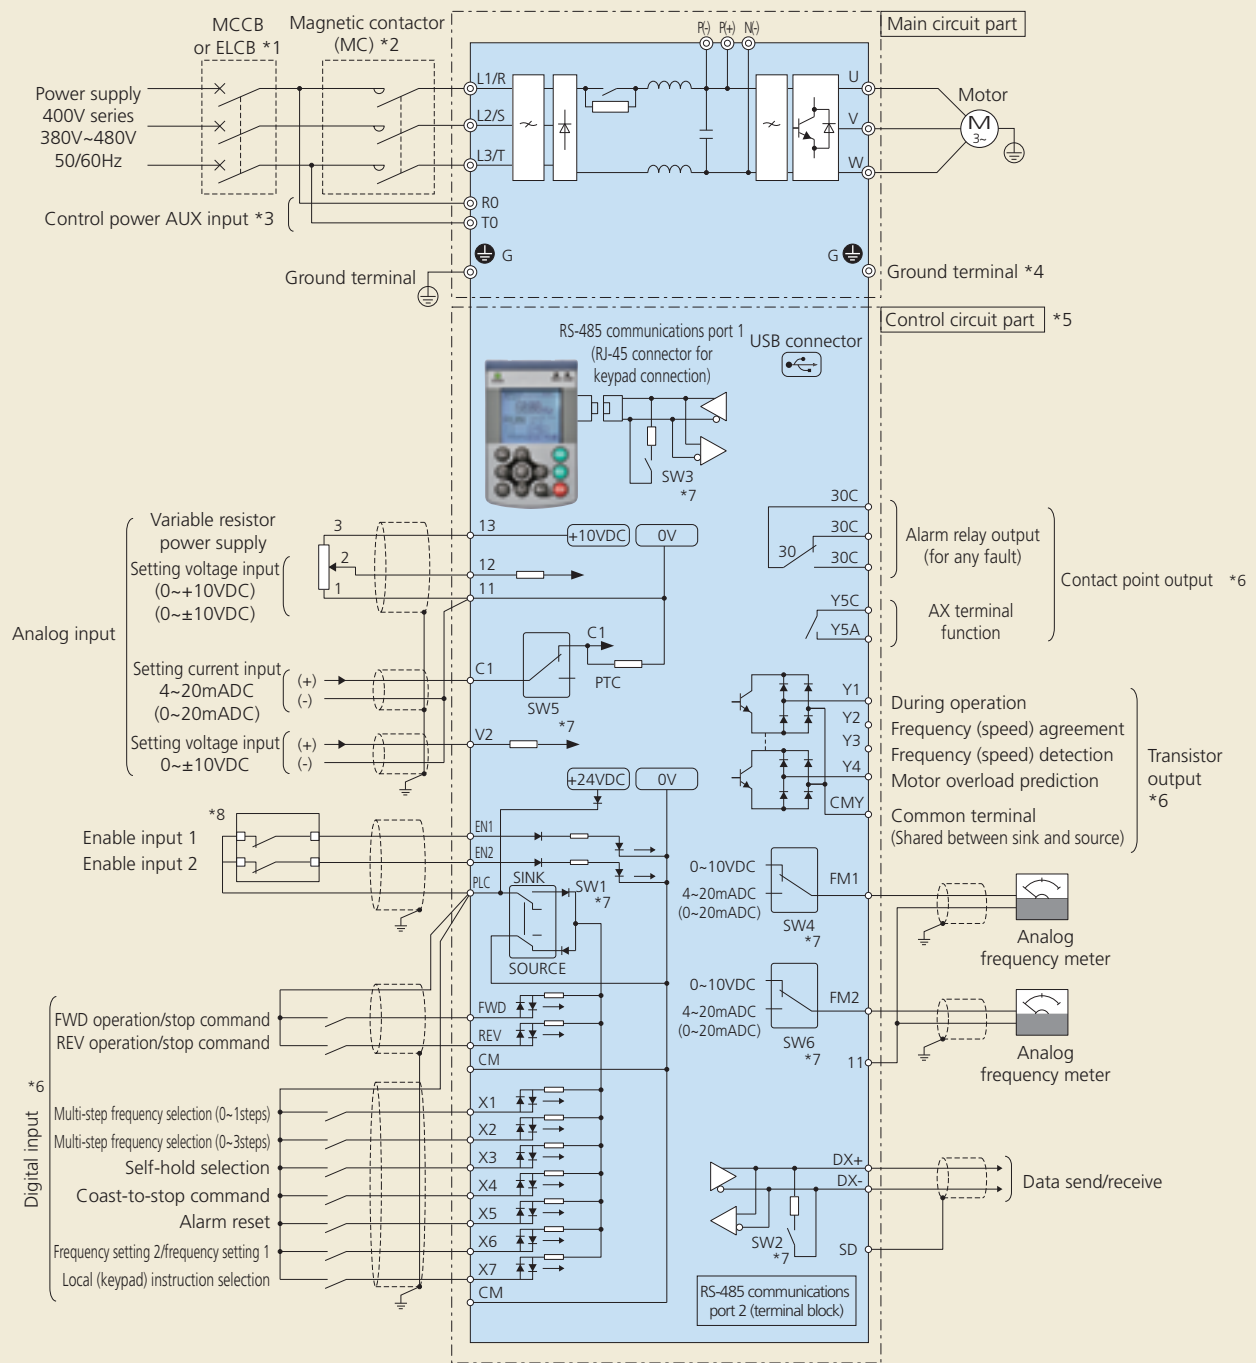 MCCB
or ELCB *1
Magnetic contactor
(MC) *2
P(-) P(+) N(-)
Main circuit part
Power supply
400V series
380V~480V
50/60Hz
L1/R
L2/S
L3/T
U
V
W
Motor
M
3~
Control power AUX input *3
R0
T0
G
G
Ground terminal
Ground terminal *4
Control circuit part *5
RS-485 communications port 1
(RJ-45 connector for
keypad connection)
USB connector
SW3
*7
30C
30C
30C
30
Alarm relay output
(for any fault)
Contact point output *6
Y5C
Y5A
AX terminal
function
Analog input
Variable resistor
power supply
Setting voltage input
(0~+10VDC)
(0~±10VDC)
3
2
1
13
12
11
+10VDC
0V
Setting current input
4~20mADC
(0~20mADC)
(+)
(-)
C1
C1
PTC
SW5
*7
Setting voltage input
0~±10VDC
(+)
(-)
V2
Y1
Y2
Y3
Y4
CMY
During operation
Frequency (speed) agreement
Frequency (speed) detection
Motor overload prediction
Common terminal
(Shared between sink and source)
Transistor
output
*6
+24VDC
0V
*8
Enable input 1
Enable input 2
EN1
EN2
PLC
SINK
SW1
*7
SOURCE
0~10VDC
4~20mADC
(0~20mADC)
SW4
*7
FM1
Analog
frequency meter
0~10VDC
4~20mADC
(0~20mADC)
SW6
*7
FM2
11
Analog
frequency meter
Digital input
*6
FWD operation/stop command
REV operation/stop command
FWD
REV
CM
Multi-step frequency selection (0~1steps)
Multi-step frequency selection (0~3steps)
Self-hold selection
Coast-to-stop command
Alarm reset
Frequency setting 2/frequency setting 1
Local (keypad) instruction selection
X1
X2
X3
X4
X5
X6
X7
CM
DX+
DX-
SD
SW2
*7
Data send/receive
RS-485 communications
port 2 (terminal block)